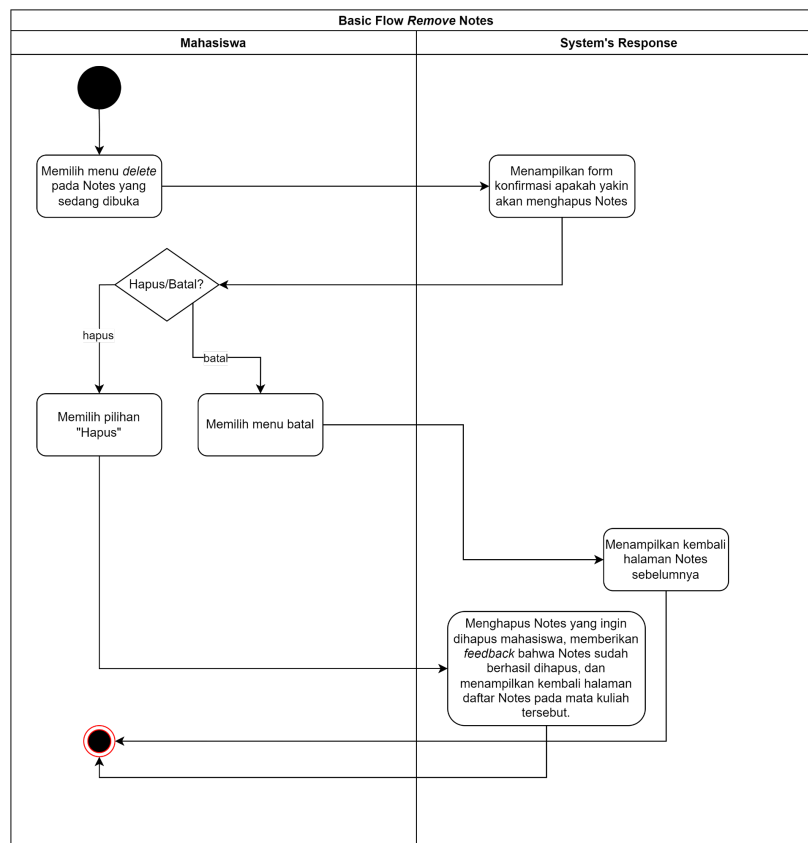 Basic Flow Remove Notes
Mahasiswa
System's Response
Memilih menu delete
pada Notes yang
sedang dibuka
Menampilkan form
konfirmasi apakah yakin
akan menghapus Notes
Hapus/Batal?
hapus
batal
Memilih pilihan
"Hapus"
Memilih menu batal
Menampilkan kembali
halaman Notes
sebelumnya
Menghapus Notes yang ingin
dihapus mahasiswa, memberikan
feedback bahwa Notes sudah
berhasil dihapus, dan
menampilkan kembali halaman
daftar Notes pada mata kuliah
tersebut.